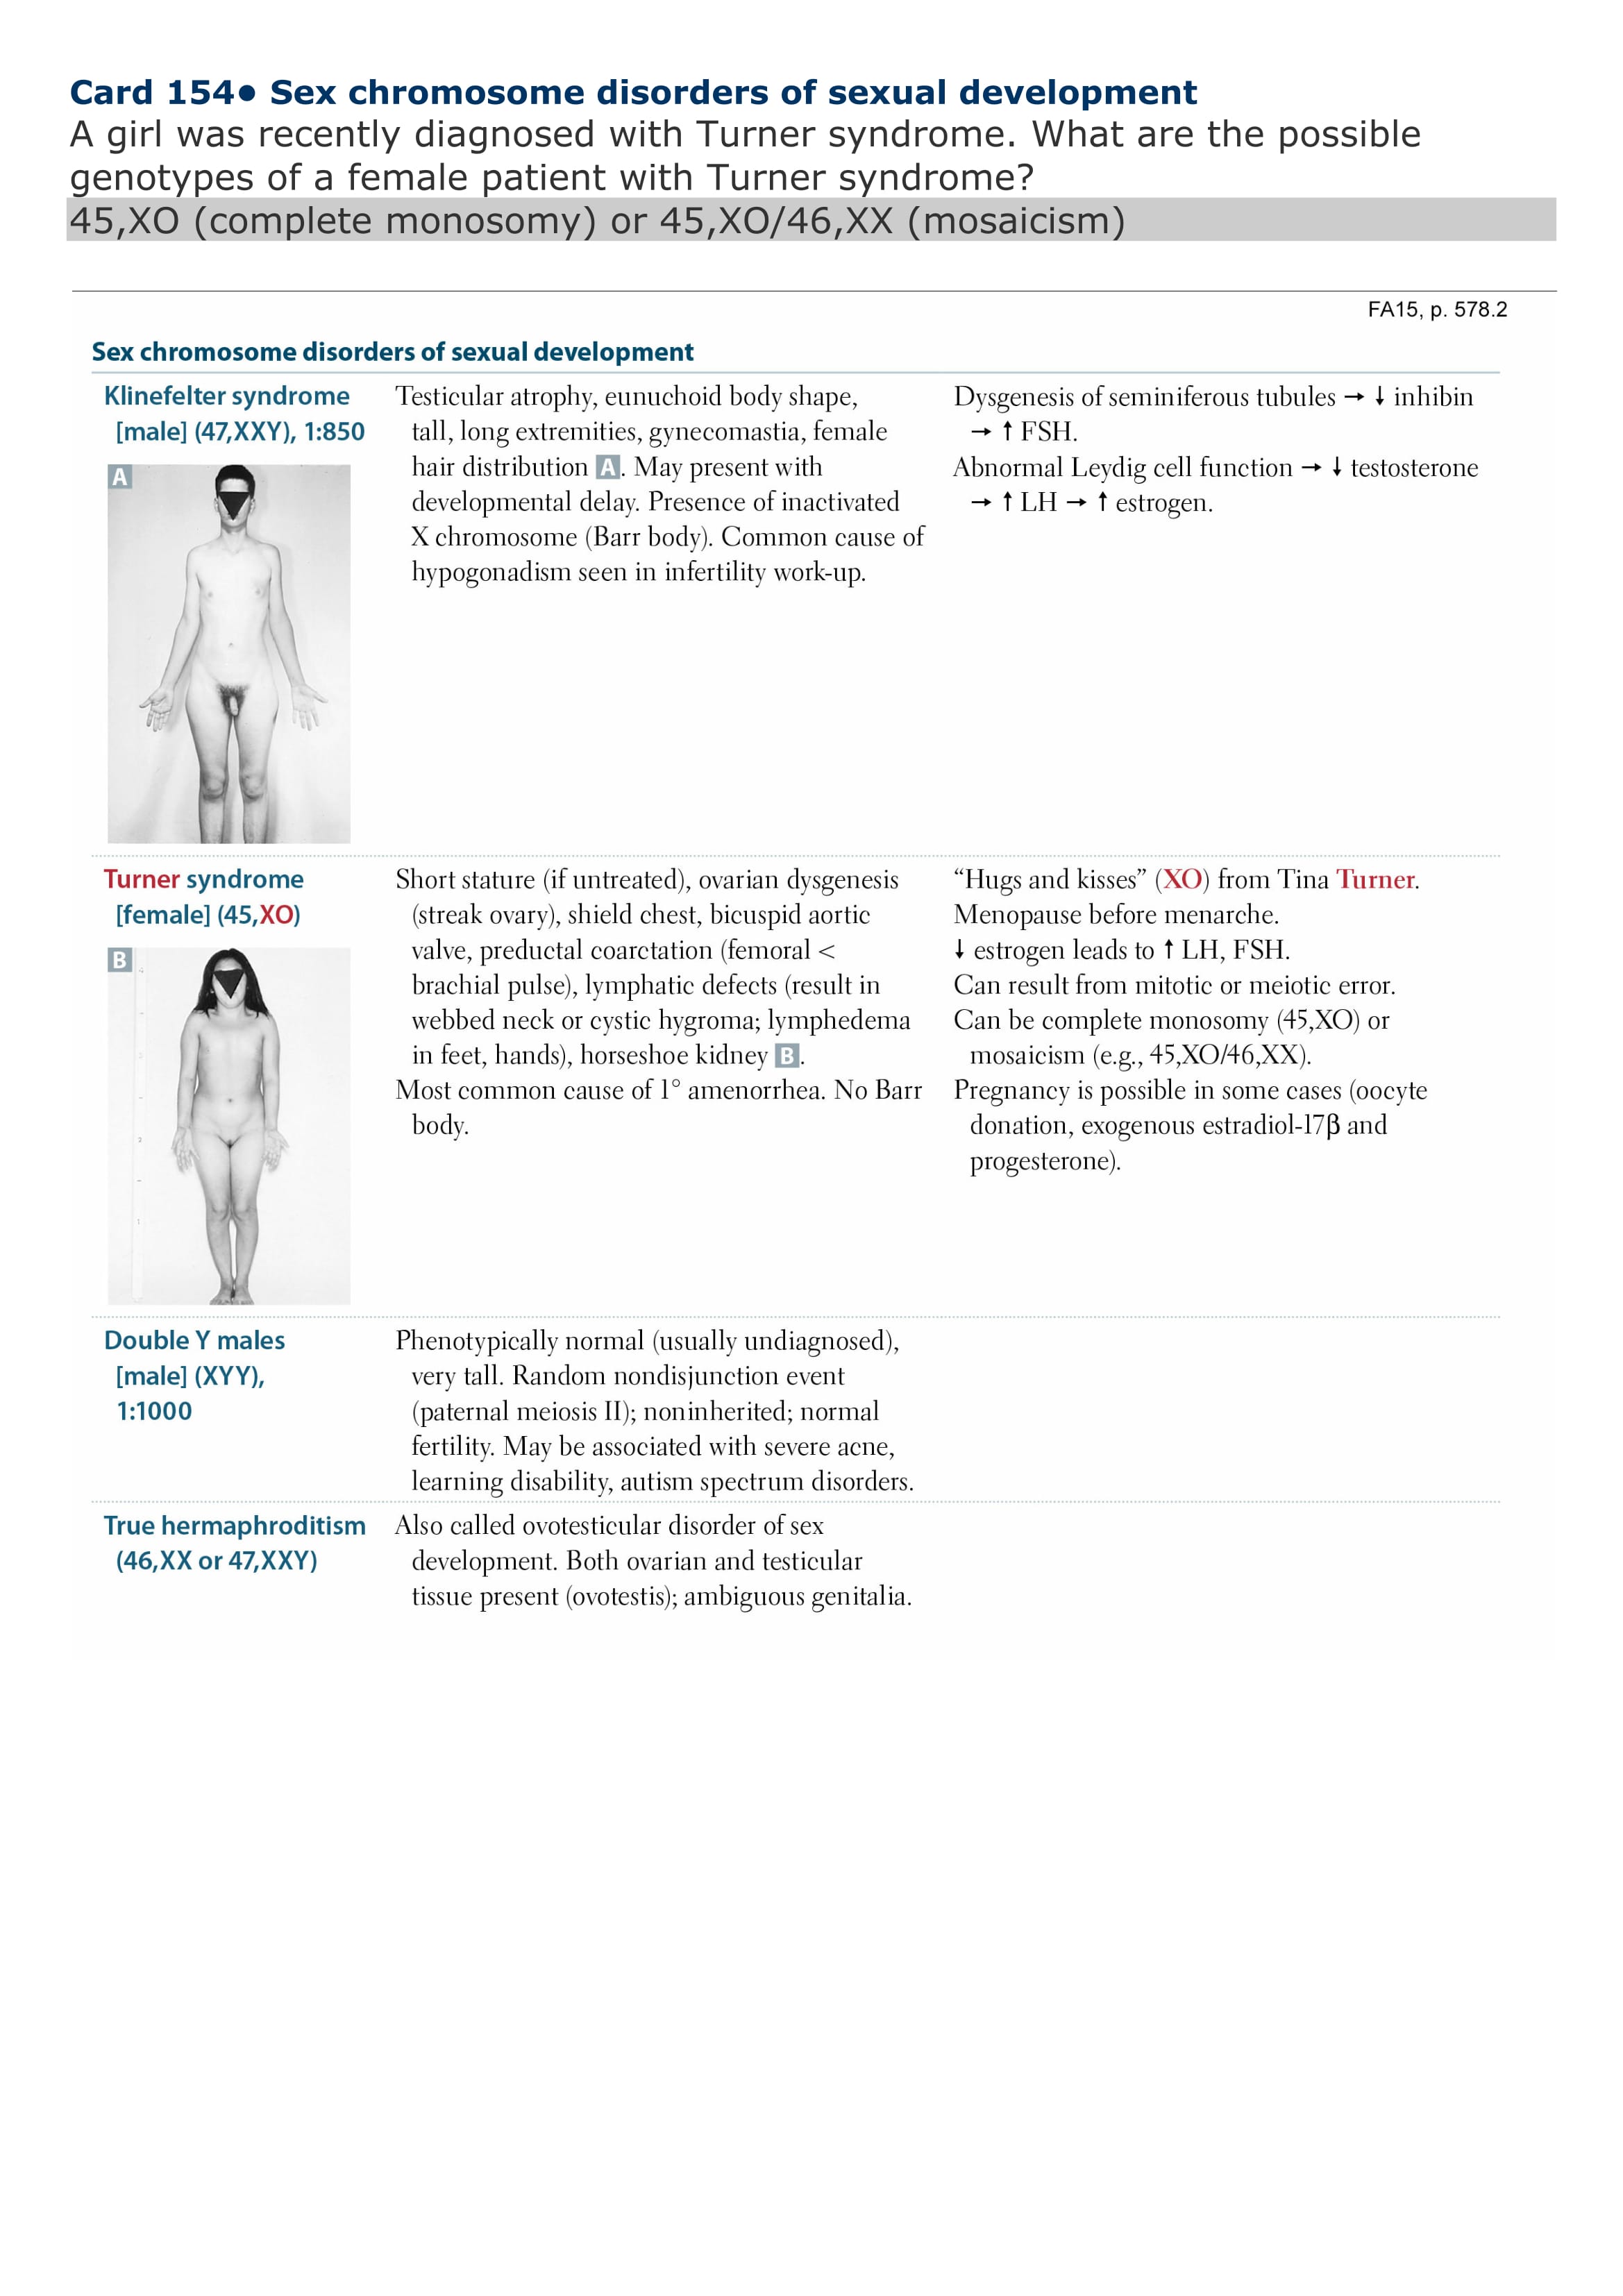 Card 154• Sex chromosome disorders of sexual development
A girl was recently diagnosed with Turner syndrome. What are the possible
genotypes of a female patient with Turner syndrome?
45,XO (complete monosomy) or 45,XO/46,XX (mosaicism)
FA15, p. 578.2
Sex chromosome disorders of sexual development
Klinefelter syndrome
[male] (47,XXY), 1:850
A
Testicular atrophy, eunuchoid body shape,
tall, long extremities, gynecomastia, female
hair distribution A. May present with
developmental delay. Presence of inactivated
X chromosome (Barr body). Common cause of
hypogonadism seen in infertility work-up.
Dysgenesis of seminiferous tubules → ↓ inhibin
→ ↑ FSH.
Abnormal Leydig cell function → ↓ testosterone
→ ↑ LH → ↑ estrogen.
Turner syndrome
[female] (45,XO)
B
Short stature (if untreated), ovarian dysgenesis
(streak ovary), shield chest, bicuspid aortic
valve, preductal coarctation (femoral <
brachial pulse), lymphatic defects (result in
webbed neck or cystic hygroma; lymphedema
in feet, hands), horseshoe kidney B.
Most common cause of 1° amenorrhea. No Barr
body.
“Hugs and kisses” (XO) from Tina Turner.
Menopause before menarche.
↓ estrogen leads to ↑ LH, FSH.
Can result from mitotic or meiotic error.
Can be complete monosomy (45,XO) or
mosaicism (e.g., 45,XO/46,XX).
Pregnancy is possible in some cases (oocyte
donation, exogenous estradiol-17β and
progesterone).
Double Y males
[male] (XYY),
1:1000
Phenotypically normal (usually undiagnosed),
very tall. Random nondisjunction event
(paternal meiosis II); noninherited; normal
fertility. May be associated with severe acne,
learning disability, autism spectrum disorders.
True hermaphroditism
(46,XX or 47,XXY)
Also called ovotesticular disorder of sex
development. Both ovarian and testicular
tissue present (ovotestis); ambiguous genitalia.